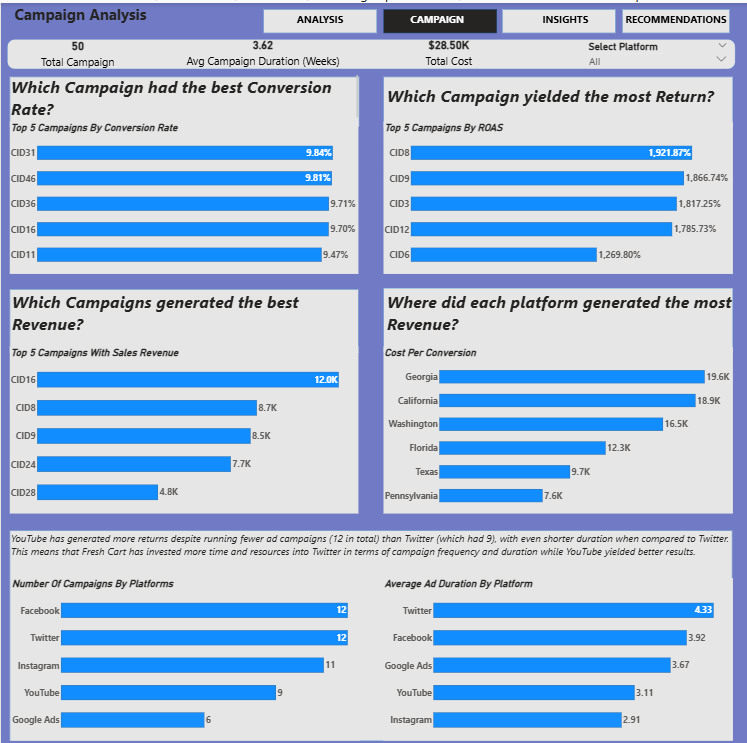 Campaign Analysis
ANALYSIS
CAMPAIGN
INSIGHTS
RECOMMENDATIONS
50
Total Campaign
3.62
Avg Campaign Duration (Weeks)
$28.50K
Total Cost
Select Platform
All
Which Campaign had the best Conversion
Rate?
Top 5 Campaigns By Conversion Rate
CID31 9.84%
CID46 9.81%
CID36 9.71%
CID16 9.70%
CID11 9.47%
Which Campaign yielded the most Return?
Top 5 Campaigns By ROAS
CID8 1,921.87%
CID9 1,866.74%
CID3 1,817.25%
CID12 1,785.73%
CID6 1,269.80%
Which Campaigns generated the best
Revenue?
Top 5 Campaigns With Sales Revenue
CID16 12.0K
CID8 8.7K
CID9 8.5K
CID24 7.7K
CID28 4.8K
Where did each platform generated the most
Revenue?
Cost Per Conversion
Georgia 19.6K
California 18.9K
Washington 16.5K
Florida 12.3K
Texas 9.7K
Pennsylvania 7.6K
YouTube has generated more returns despite running fewer ad campaigns (12 in total) than Twitter (which had 9), with even shorter duration when compared to Twitter.
This means that Fresh Cart has invested more time and resources into Twitter in terms of campaign frequency and duration while YouTube yielded better results.
Number Of Campaigns By Platforms
Facebook 12
Twitter 12
Instagram 11
YouTube 9
Google Ads 6
Average Ad Duration By Platform
Twitter 4.33
Facebook 3.92
Google Ads 3.67
YouTube 3.11
Instagram 2.91